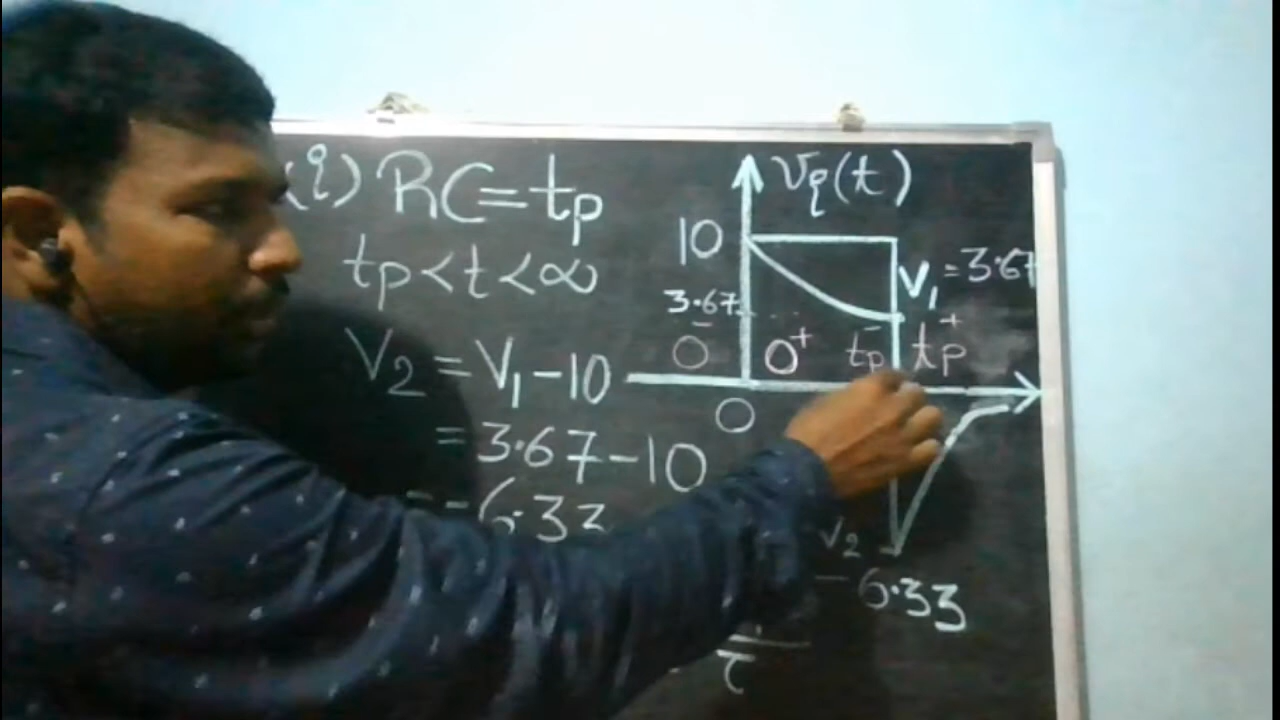 (i) RC=tp
tp<t<∞
V2=V1-10
=3.67-10
=-6.33
Vq(t)
10
V1=3.67
3.67
0⁻ 0⁺ tp⁻ tp⁺
0
V2
-6.33
τ